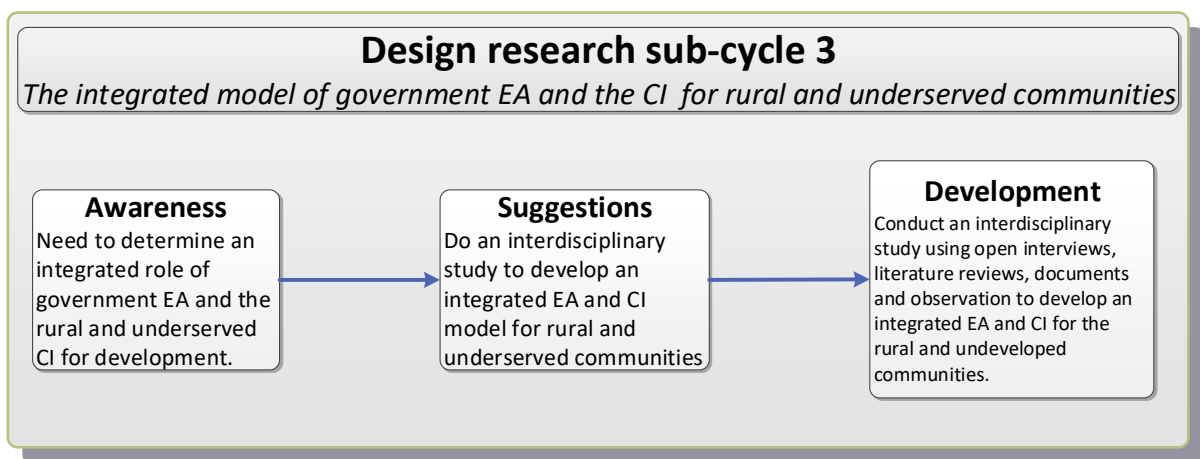 Design research sub-cycle 3
The integrated model of government EA and the CI for rural and underserved communities
Awareness
Need to determine an
integrated role of
government EA and the
rural and underserved
CI for development.
Suggestions
Do an interdisciplinary
study to develop an
integrated EA and CI
model for rural and
underserved communities
Development
Conduct an interdisciplinary
study using open interviews,
literature reviews, documents
and observation to develop an
integrated EA and CI for the
rural and undeveloped
communities.